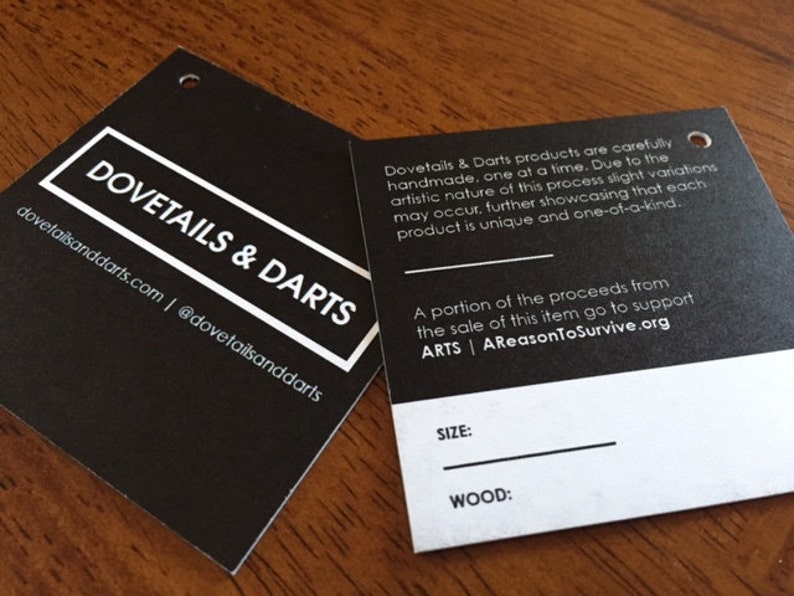 DOVETAILS & DARTS
dovetailsanddarts.com | @dovetailsanddarts
Dovetails & Darts products are carefully
handmade, one at a time. Due to the
artistic nature of this process slight variations
may occur, further showcasing that each
product is unique and one-of-a-kind.
A portion of the proceeds from
the sale of this item go to support
ARTS | AReasonToSurvive.org
SIZE:
WOOD: